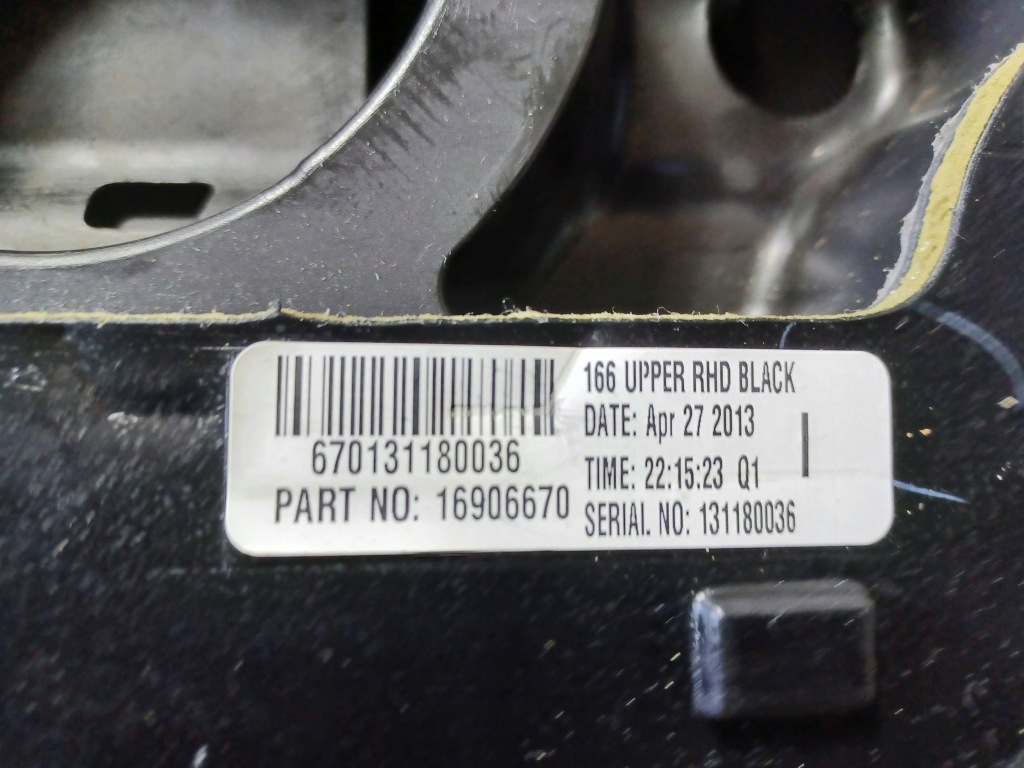 670131180036
PART NO: 16906670
166 UPPER RHD BLACK
DATE: Apr 27 2013
TIME: 22:15:23 Q1
SERIAL NO: 131180036